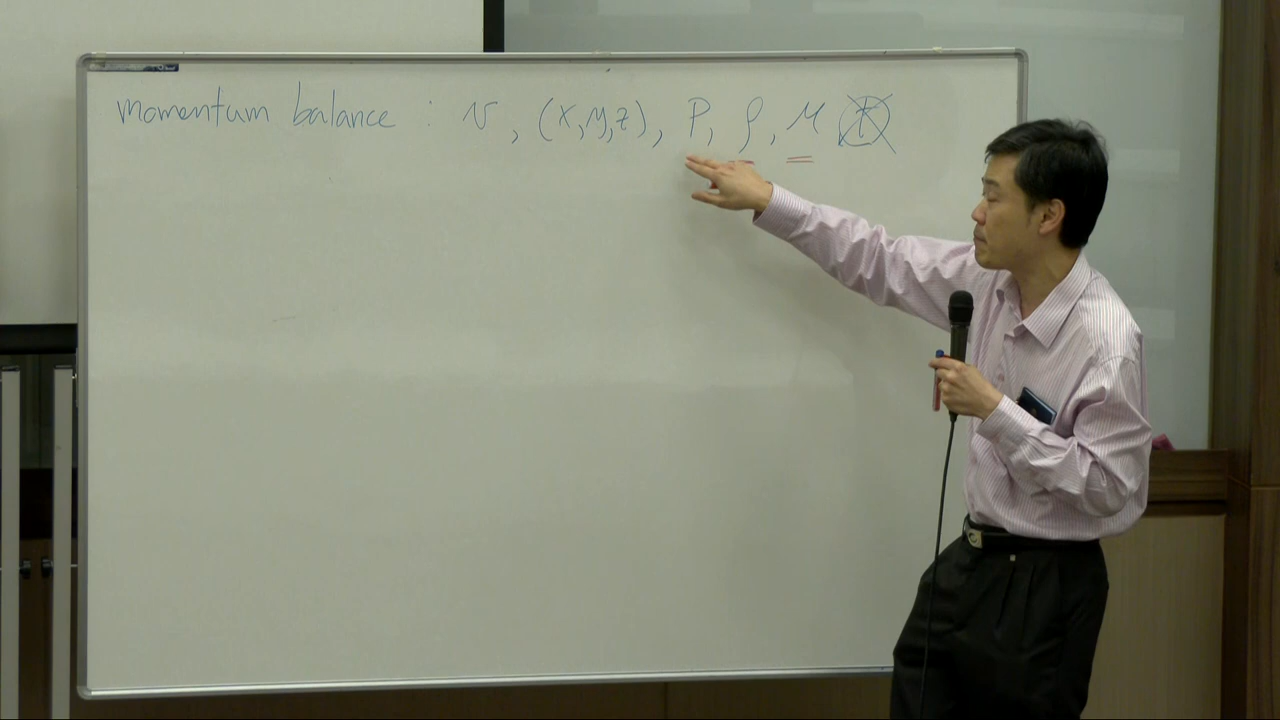 momentum balance : v, (x,y,z), P, ρ, μ